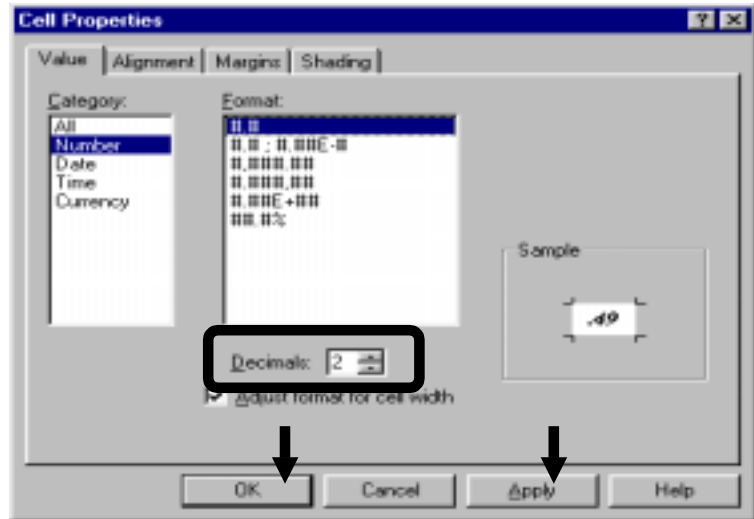 Cell Properties
Value Alignment Margins Shading
Category:
All
Number
Date
Time
Currency
Format:
#.#
#.# ; #.##E-#
#,###.##
#.###,##
#.##E+##
##.#%
Sample
.49
Decimals: 2
Adjust format for cell width
OK Cancel Apply Help